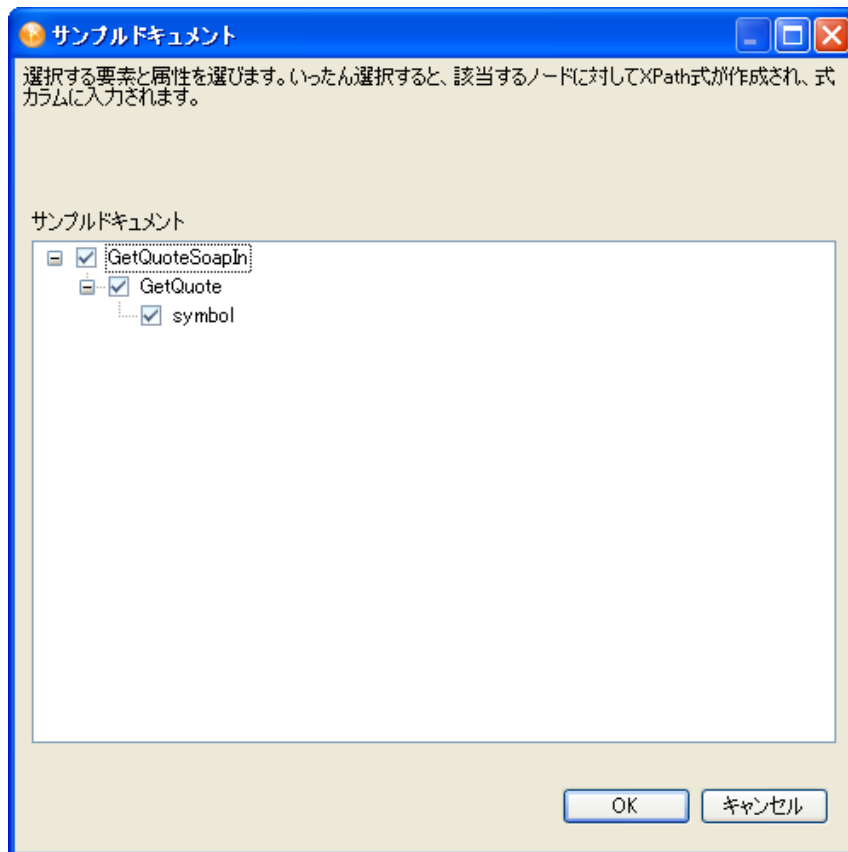 サンプルドキュメント
選択する要素と属性を選びます。いったん選択すると、該当するノードに対してXPath式が作成され、式
カラムに入力されます。
サンプルドキュメント
GetQuoteSoapIn
GetQuote
symbol
OK
キャンセル